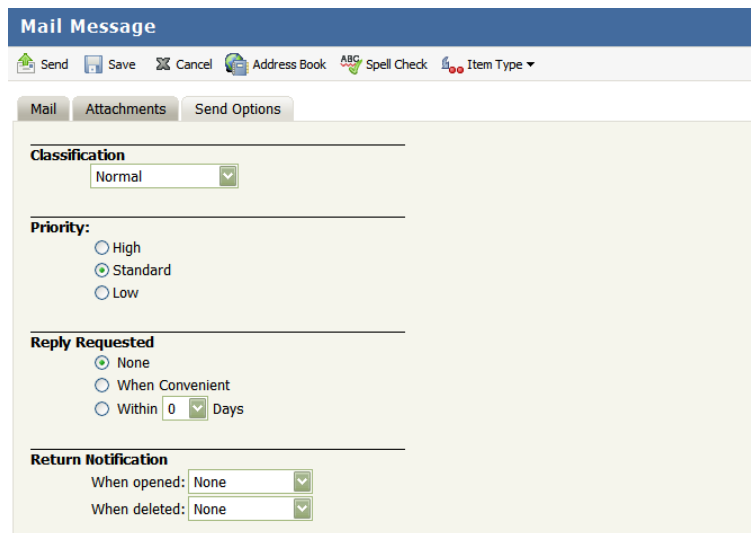 Mail Message
Send Save Cancel Address Book ABC Spell Check Item Type
Mail Attachments Send Options
Classification
Normal
Priority:
High
Standard
Low
Reply Requested
None
When Convenient
Within 0 Days
Return Notification
When opened: None
When deleted: None